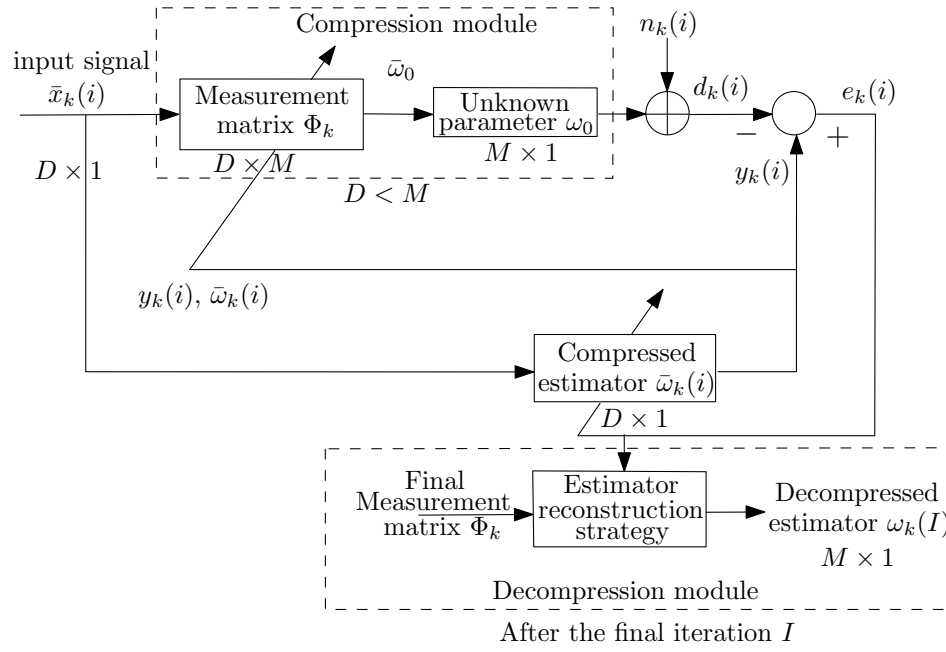 Compression module
n_k(i)
input signal
x̄_k(i)
Measurement
matrix Φ_k
ω̄_0
Unknown
parameter ω_0
d_k(i)
e_k(i)
−
+
D × 1
D × M
M × 1
y_k(i)
D < M
y_k(i), ω̄_k(i)
Compressed
estimator ω̄_k(i)
D × 1
Final
Measurement
matrix Φ_k
Estimator
reconstruction
strategy
Decompressed
estimator ω_k(I)
M × 1
Decompression module
After the final iteration I